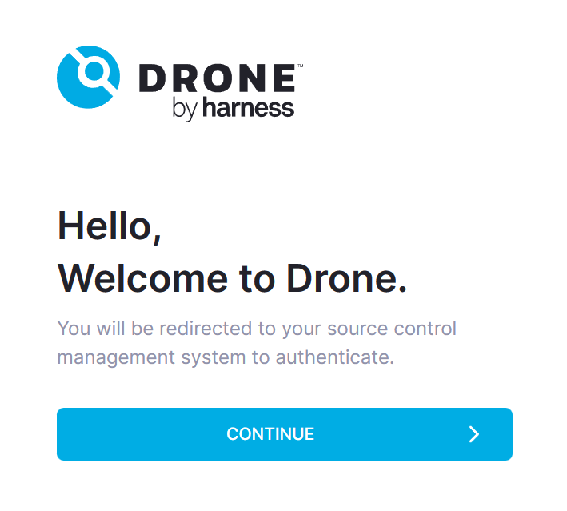 DRONE™
by harness
Hello,
Welcome to Drone.
You will be redirected to your source control
management system to authenticate.
CONTINUE